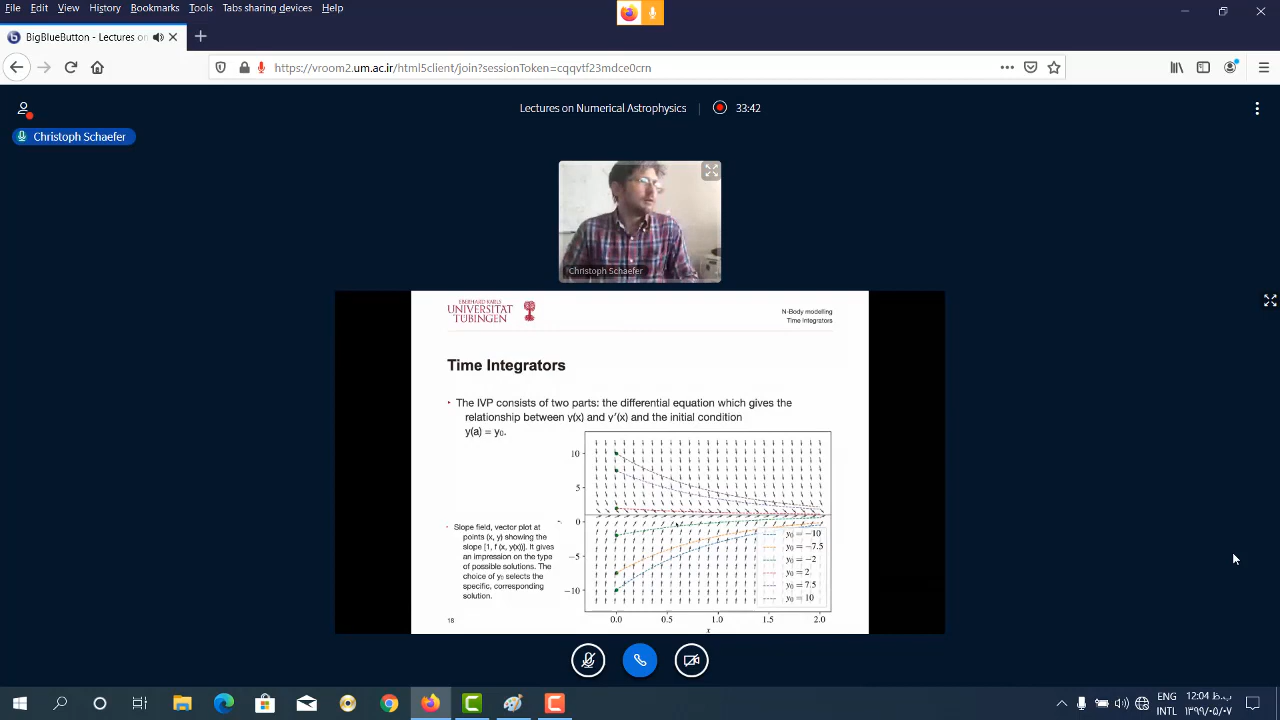 File Edit View History Bookmarks Tools Tabs sharing devices Help
BigBlueButton - Lectures on
https://vroom2.um.ac.ir/html5client/join?sessionToken=cqqvtf23mdce0crn
Lectures on Numerical Astrophysics 33:42
Christoph Schaefer
Christoph Schaefer
EBERHARD KARLS
UNIVERSITÄT
TÜBINGEN
N-Body modelling
Time Integrators
Time Integrators
‣ The IVP consists of two parts: the differential equation which gives the
relationship between y(x) and y′(x) and the initial condition
y(a) = y₀.
Slope field, vector plot at
points (x, y) showing the
slope [1, f (x, y(x))]. It gives
an impression on the type
of possible solutions. The
choice of y₀ selects the
specific, corresponding
solution.
10
5
0
−5
−10
y₀ = −10
y₀ = −7.5
y₀ = −2
y₀ = 2
y₀ = 7.5
y₀ = 10
0.0 0.5 1.0 1.5 2.0
x
18
ENG
INTL
12:04 ب.ظ
۱۳۹۹/۰۵/۰۷